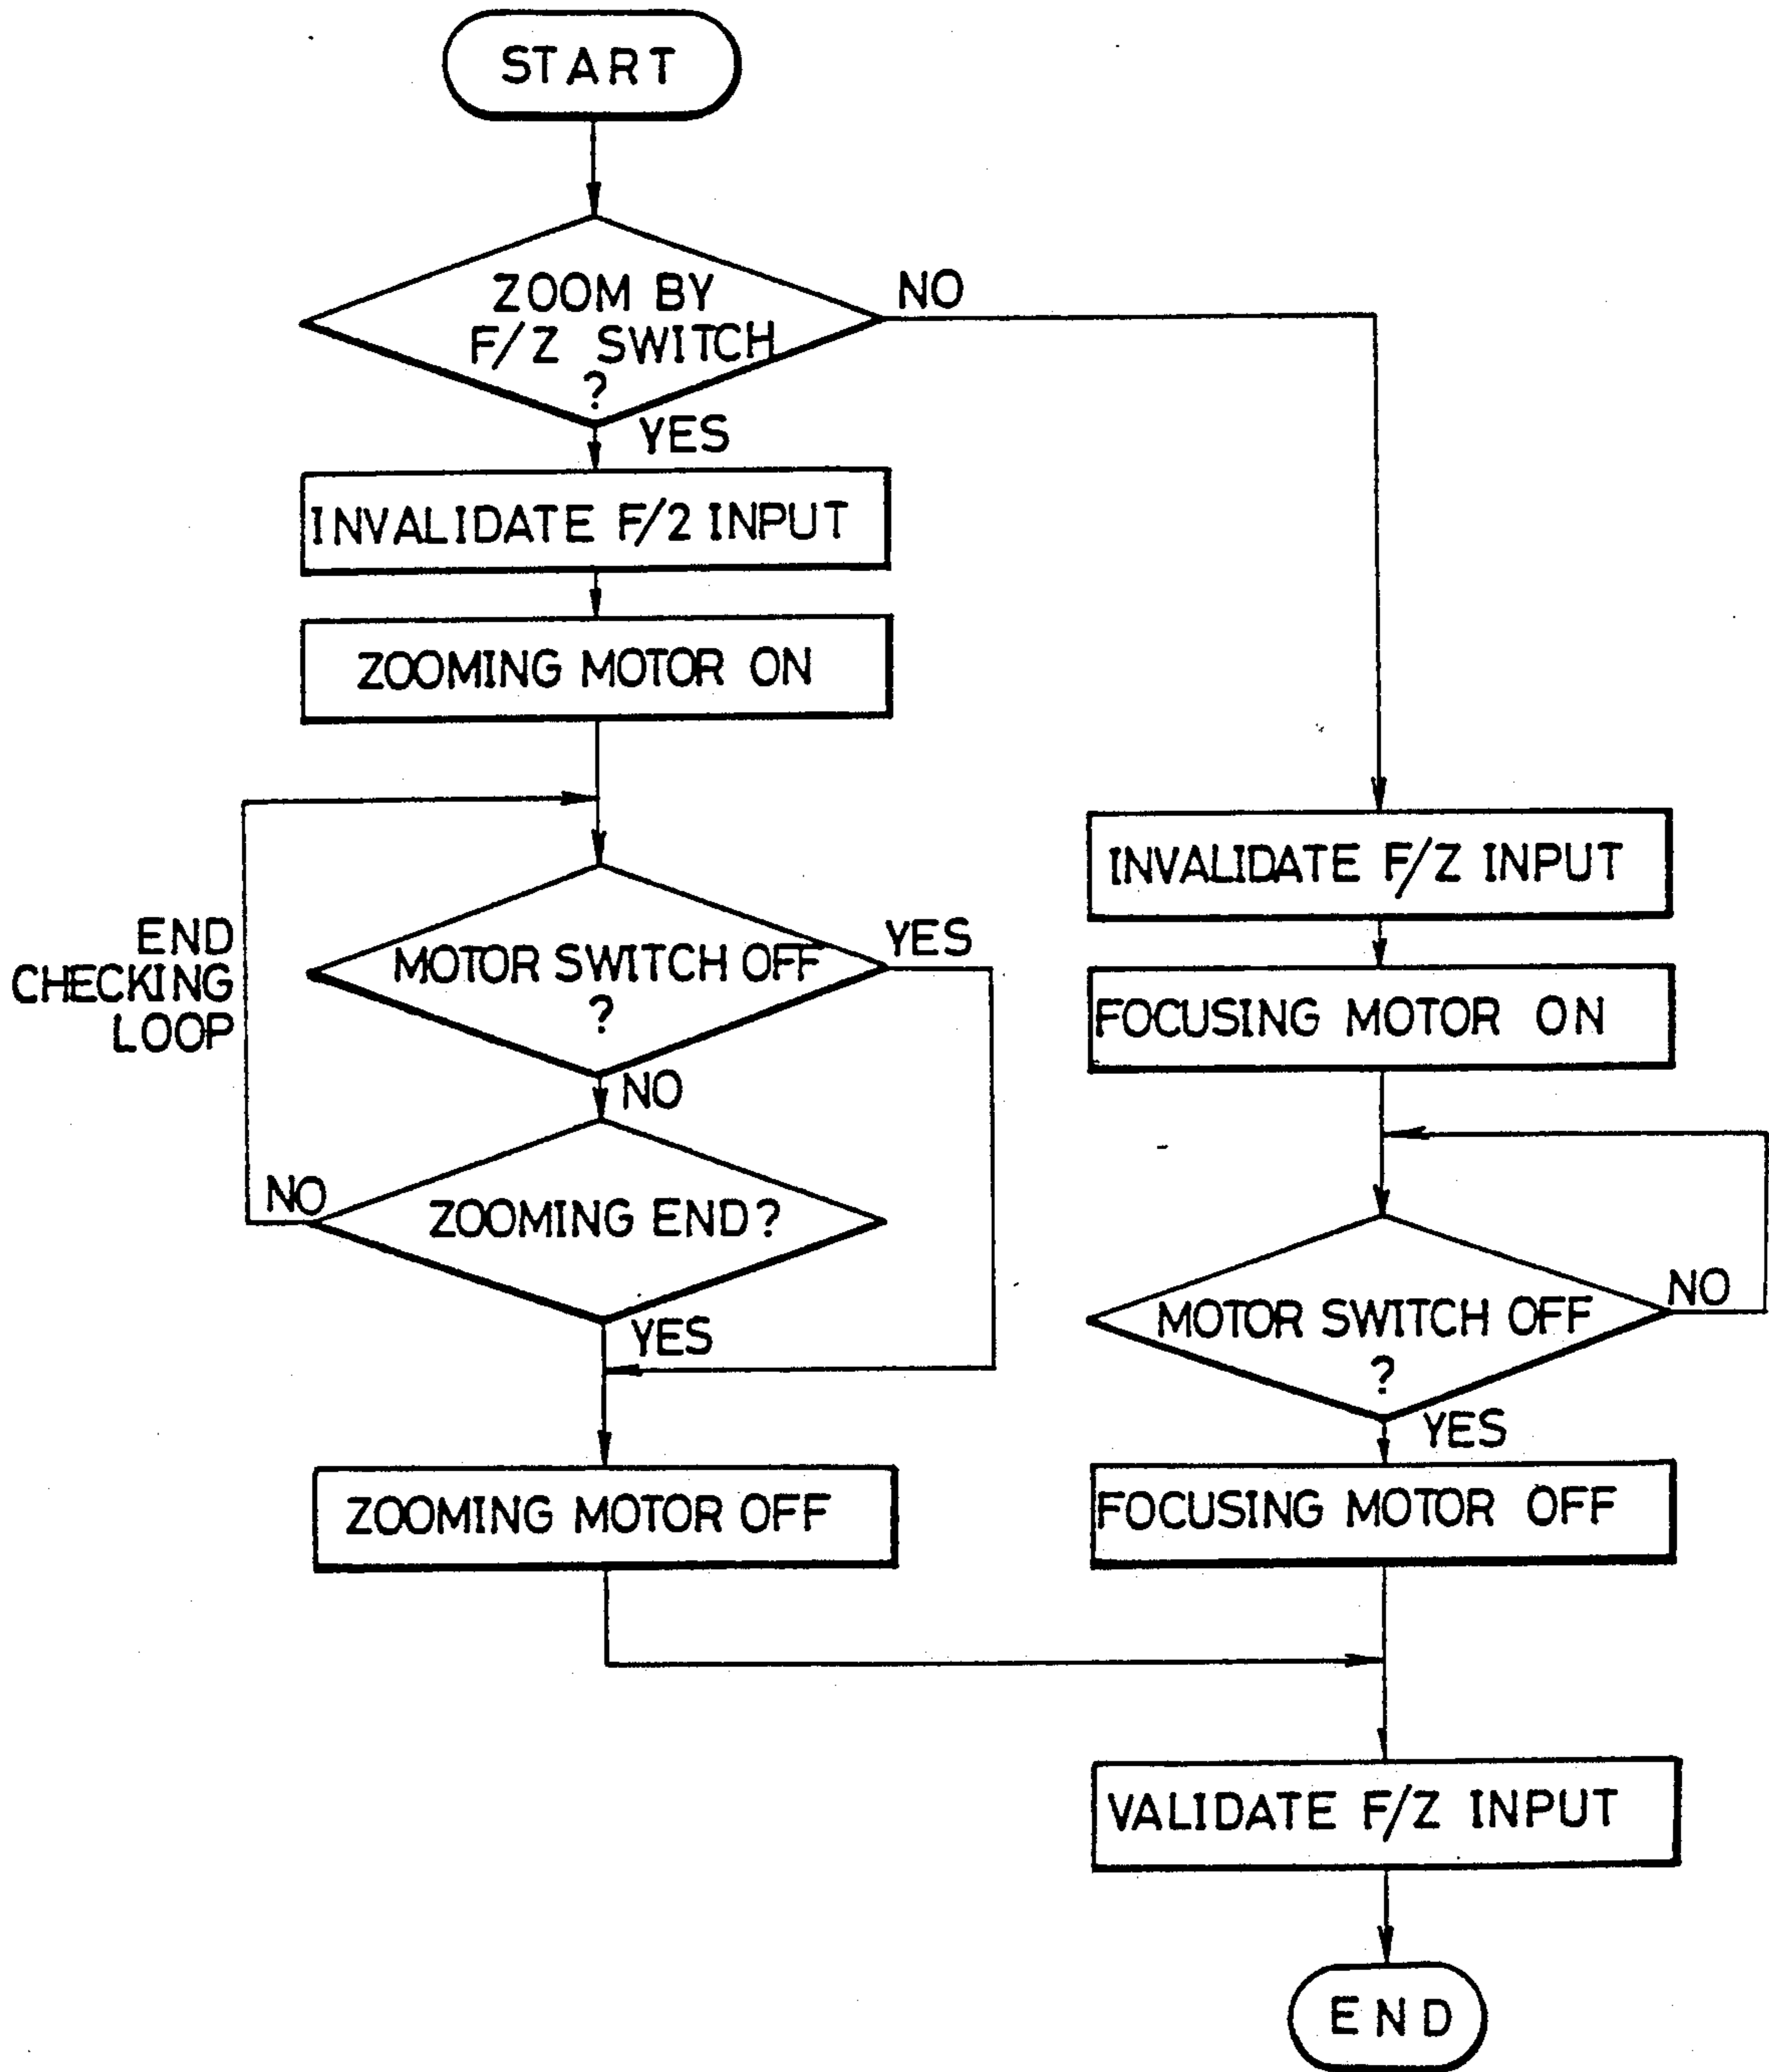 START
ZOOM BY
F/Z SWITCH
?
NO
YES
INVALIDATE F/2 INPUT
ZOOMING MOTOR ON
END
CHECKING
LOOP
MOTOR SWITCH OFF
?
YES
NO
ZOOMING END?
NO
YES
ZOOMING MOTOR OFF
INVALIDATE F/Z INPUT
FOCUSING MOTOR ON
MOTOR SWITCH OFF
?
NO
YES
FOCUSING MOTOR OFF
VALIDATE F/Z INPUT
END